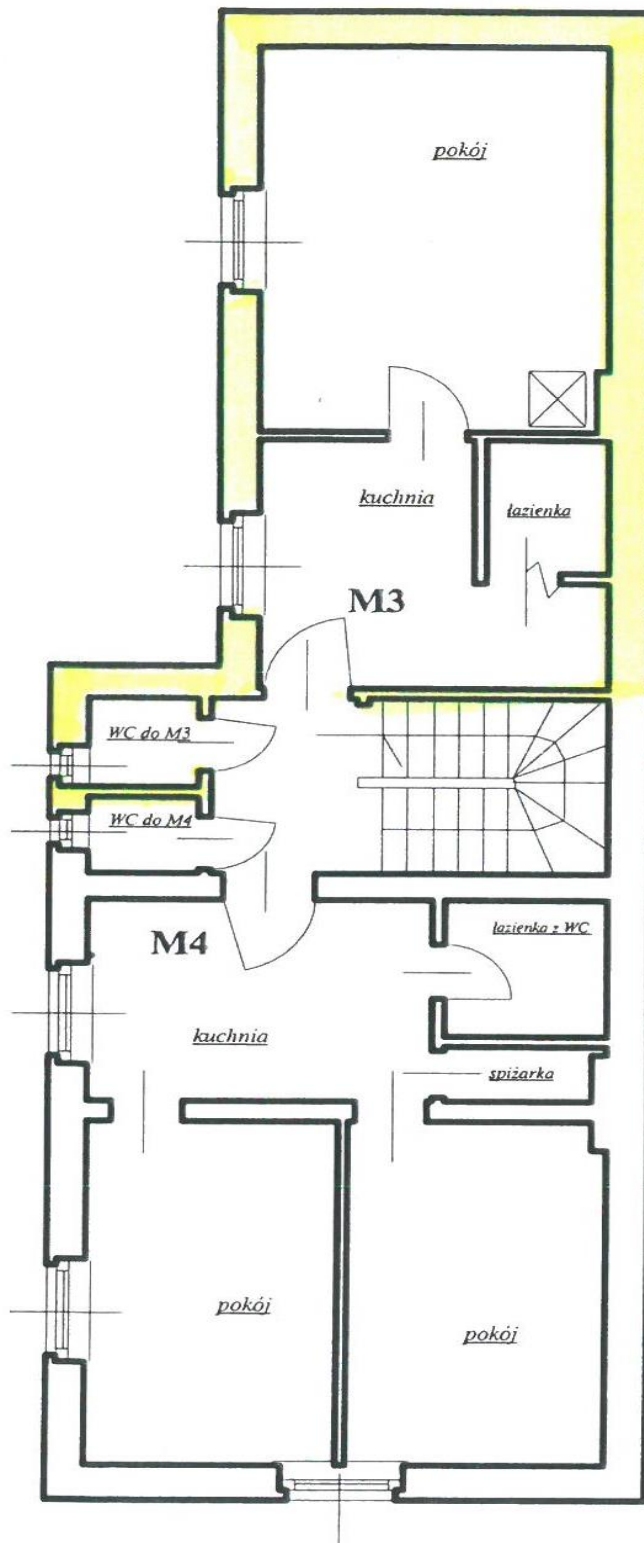 pokój
kuchnia
łazienka
M3
WC do M3
WC do M4
M4
łazienka z WC
kuchnia
spiżarka
pokój
pokój